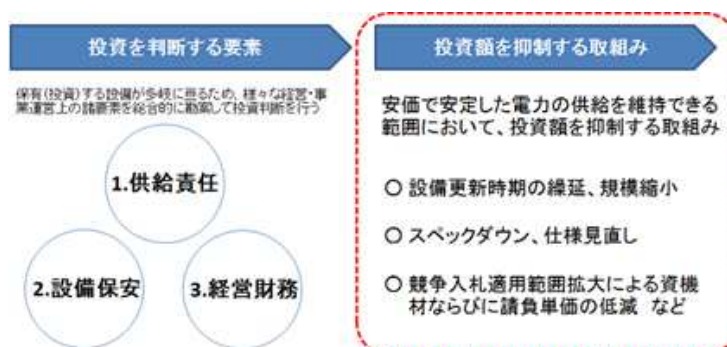 投資を判断する要素
保有(投資)する設備が多岐に亘るため、様々な経営・事
業運営上の諸要素を総合的に勘案して投資判断を行う
1.供給責任
2.設備保安
3.経営財務
投資額を抑制する取組み
安価で安定した電力の供給を維持できる
範囲において、投資額を抑制する取組み
○ 設備更新時期の繰延、規模縮小
○ スペックダウン、仕様見直し
○ 競争入札適用範囲拡大による資機
材ならびに請負単価の低減 など